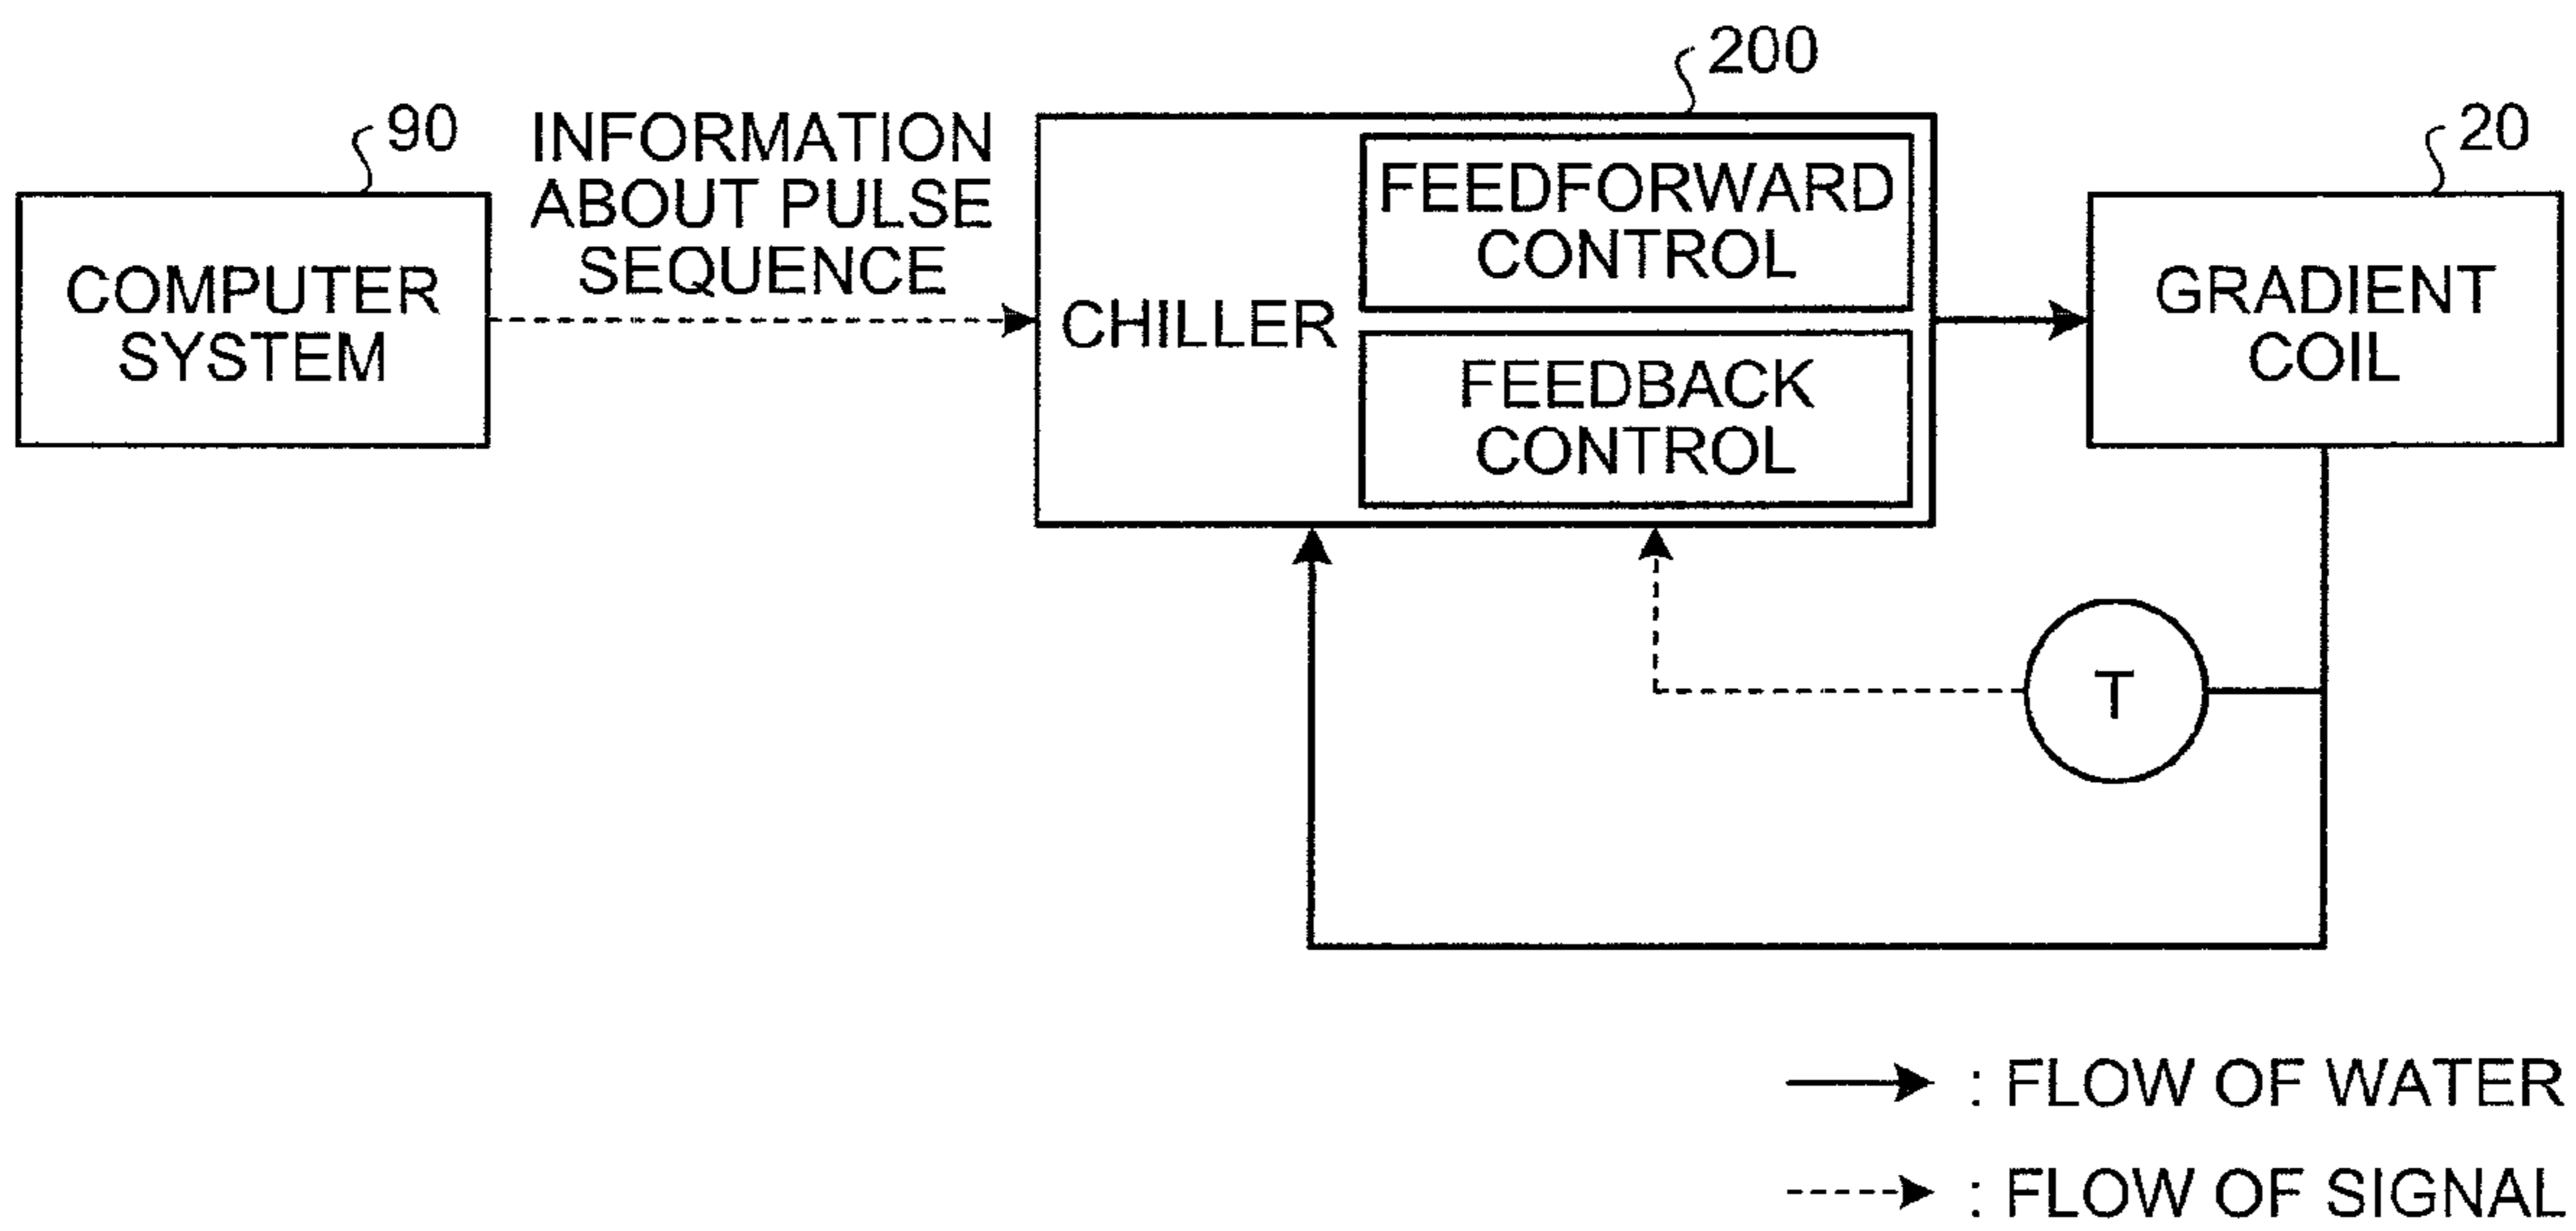 200
90
20
INFORMATION
ABOUT PULSE
SEQUENCE
COMPUTER
SYSTEM
CHILLER
FEEDFORWARD
CONTROL
FEEDBACK
CONTROL
GRADIENT
COIL
T
: FLOW OF WATER
: FLOW OF SIGNAL